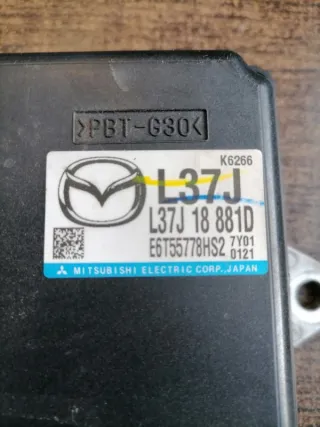 >PBT-G30<
K6266
L37J
L37J 18 881D
E6T55778HS2 7Y01
0121
MITSUBISHI ELECTRIC CORP., JAPAN